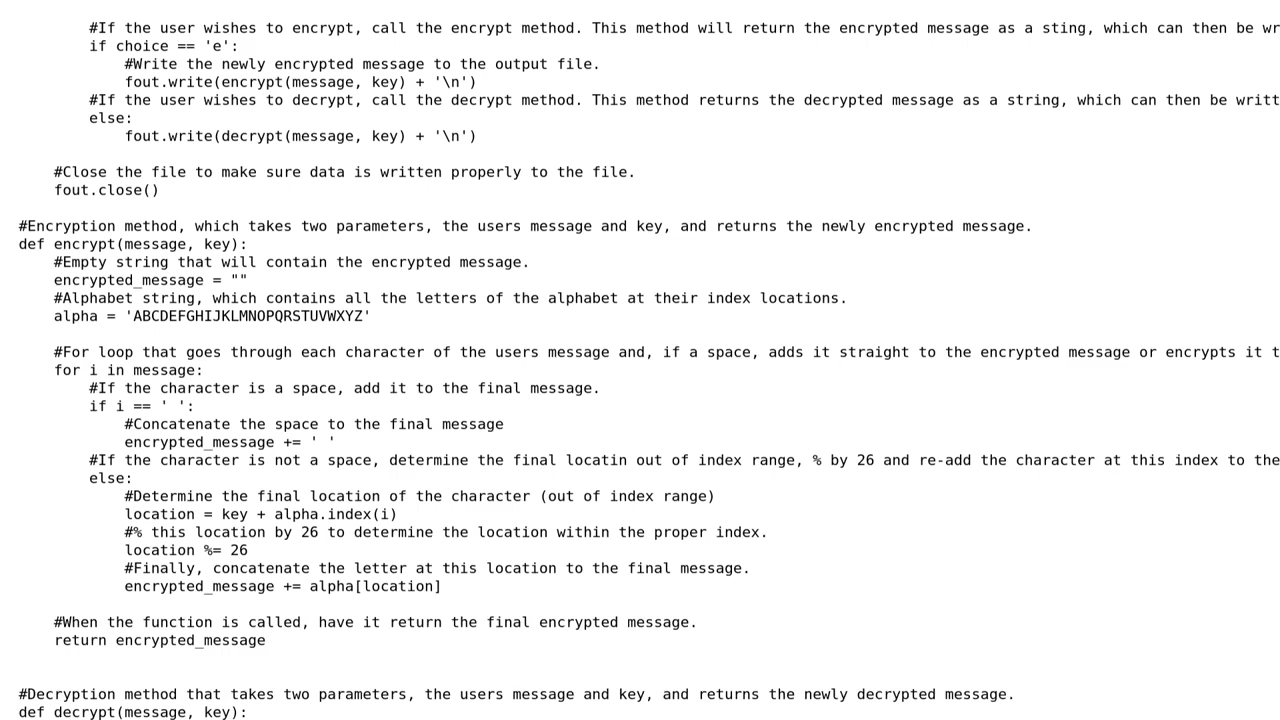 #If the user wishes to encrypt, call the encrypt method. This method will return the encrypted message as a sting, which can then be wr
if choice == 'e':
#Write the newly encrypted message to the output file.
fout.write(encrypt(message, key) + '\n')
#If the user wishes to decrypt, call the decrypt method. This method returns the decrypted message as a string, which can then be writt
else:
fout.write(decrypt(message, key) + '\n')
#Close the file to make sure data is written properly to the file.
fout.close()
#Encryption method, which takes two parameters, the users message and key, and returns the newly encrypted message.
def encrypt(message, key):
#Empty string that will contain the encrypted message.
encrypted_message = ""
#Alphabet string, which contains all the letters of the alphabet at their index locations.
alpha = 'ABCDEFGHIJKLMNOPQRSTUVWXYZ'
#For loop that goes through each character of the users message and, if a space, adds it straight to the encrypted message or encrypts it t
for i in message:
#If the character is a space, add it to the final message.
if i == ' ':
#Concatenate the space to the final message
encrypted_message += ' '
#If the character is not a space, determine the final locatin out of index range, % by 26 and re-add the character at this index to the
else:
#Determine the final location of the character (out of index range)
location = key + alpha.index(i)
#% this location by 26 to determine the location within the proper index.
location %= 26
#Finally, concatenate the letter at this location to the final message.
encrypted_message += alpha[location]
#When the function is called, have it return the final encrypted message.
return encrypted_message
#Decryption method that takes two parameters, the users message and key, and returns the newly decrypted message.
def decrypt(message, key):